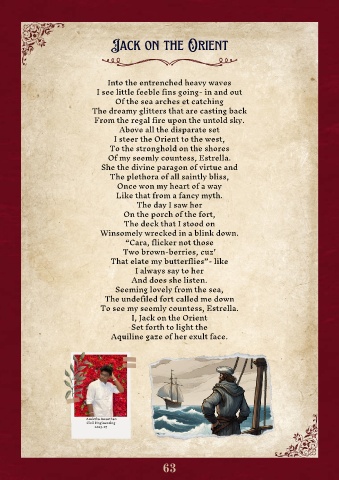 Jack on the Orient
Into the entrenched heavy waves
I see little feeble fins going- in and out
Of the sea arches et catching
The dreamy glitters that are casting back
From the regal fire upon the untold sky.
Above all the disparate set
I steer the Orient to the west,
To the stronghold on the shores
Of my seemly countess, Estrella.
She the divine paragon of virtue and
The plethora of all saintly bliss,
Once won my heart of a way
Like that from a fancy myth.
The day I saw her
On the porch of the fort,
The deck that I stood on
Winsomely wrecked in a blink down.
"Cara, flicker not those
Two brown-berries, cuz'
That elate my butterflies"- like
I always say to her
And does she listen.
Seeming lovely from the sea,
The undefiled fort called me down
To see my seemly countess, Estrella.
I, Jack on the Orient
Set forth to light the
Aquiline gaze of her exult face.
Civil Engineering
63